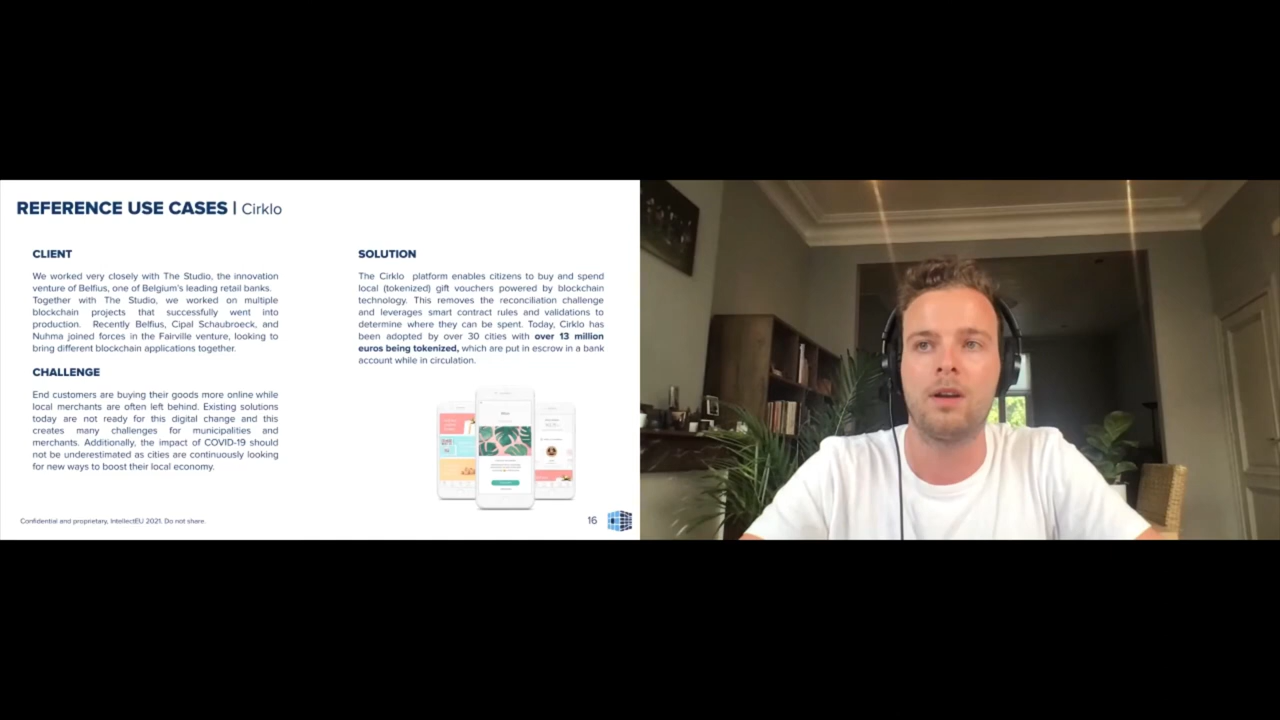 REFERENCE USE CASES | Cirklo
CLIENT
We worked very closely with The Studio, the innovation
venture of Belfius, one of Belgium's leading retail banks.
Together with The Studio, we worked on multiple
blockchain projects that successfully went into
production. Recently Belfius, Cipal Schaubroeck, and
Nuhma joined forces in the Fairville venture, looking to
bring different blockchain applications together.
CHALLENGE
End customers are buying their goods more online while
local merchants are often left behind. Existing solutions
today are not ready for this digital change and this
creates many challenges for municipalities and
merchants. Additionally, the impact of COVID-19 should
not be underestimated as cities are continuously looking
for new ways to boost their local economy.
SOLUTION
The Cirklo platform enables citizens to buy and spend
local (tokenized) gift vouchers powered by blockchain
technology. This removes the reconciliation challenge
and leverages smart contract rules and validations to
determine where they can be spent. Today, Cirklo has
been adopted by over 30 cities with over 13 million
euros being tokenized, which are put in escrow in a bank
account while in circulation.
Confidential and proprietary, IntellectEU 2021. Do not share.
16